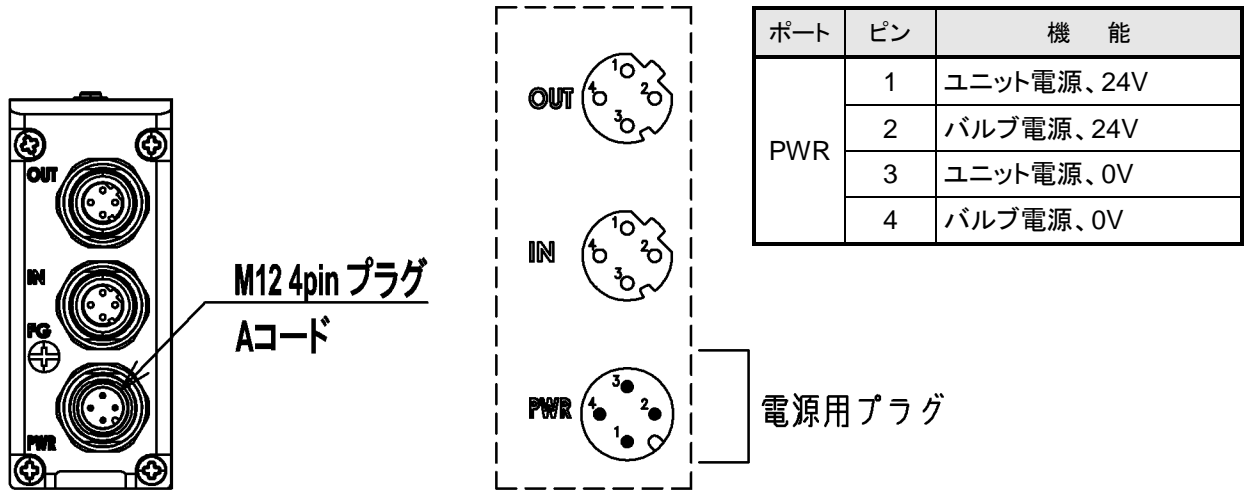 OUT
IN
FG
PWR
M12 4pin プラグ
Aコード
OUT
1
4
2
3
IN
1
4
2
3
PWR
3
4
2
1
電源用プラグ
ポート ピン 機 能
PWR
1 ユニット電源、24V
2 バルブ電源、24V
3 ユニット電源、0V
4 バルブ電源、0V